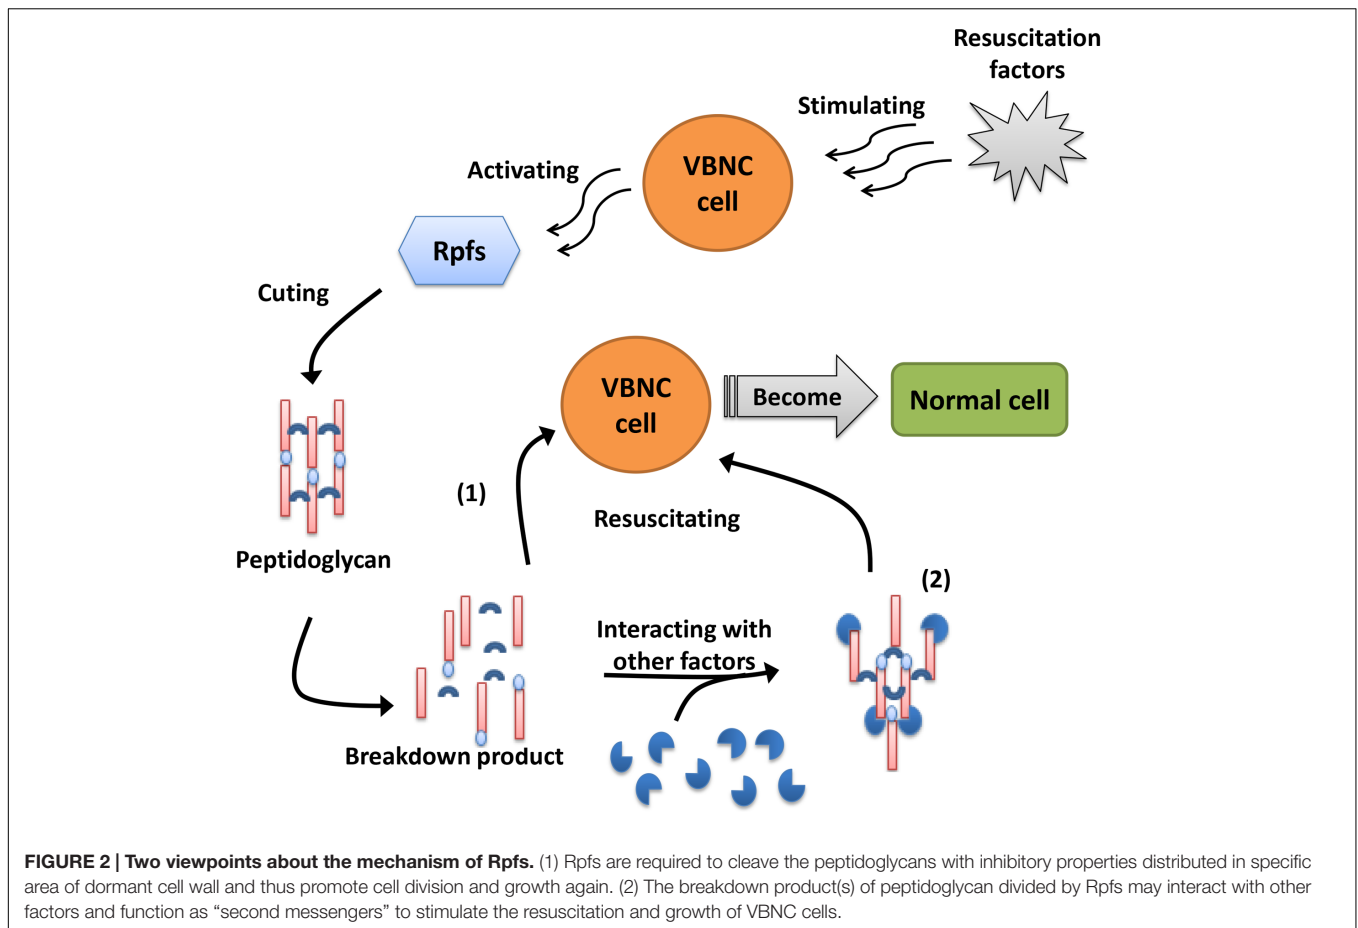 Resuscitation
factors
Stimulating
VBNC
cell
Activating
Rpfs
Cuting
VBNC
cell
Become
Normal cell
(1)
Resuscitating
Peptidoglycan
(2)
Interacting with
other factors
Breakdown product
FIGURE 2 | Two viewpoints about the mechanism of Rpfs. (1) Rpfs are required to cleave the peptidoglycans with inhibitory properties distributed in specific
area of dormant cell wall and thus promote cell division and growth again. (2) The breakdown product(s) of peptidoglycan divided by Rpfs may interact with other
factors and function as “second messengers” to stimulate the resuscitation and growth of VBNC cells.